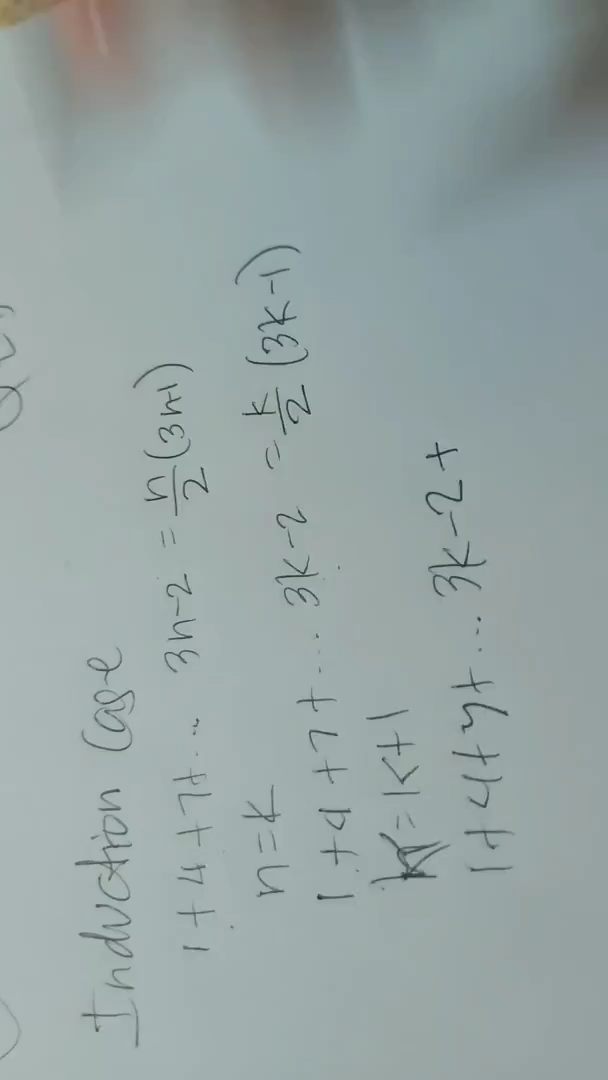 Induction Case
1 + 4 + 7 + ... 3n-2 = n/2 (3n-1)
n = k
1 + 4 + 7 + ... 3k-2 = k/2 (3k-1)
k = k+1
1 + 4 + 7 + ... 3k-2 +